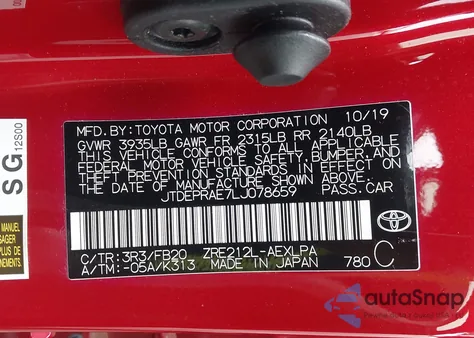 MFD. BY: TOYOTA MOTOR CORPORATION 10/19
GVWR 3935LB GAWR FR 2315LB RR 2140LB
THIS VEHICLE CONFORMS TO ALL APPLICABLE
FEDERAL MOTOR VEHICLE SAFETY, BUMPER, AND
THEFT PREVENTION STANDARDS IN EFFECT ON
THE DATE OF MANUFACTURE SHOWN ABOVE.
JTDEPRAE7LJ078659 PASS. CAR
C/TR: 3R3/FB20 ZRE212L-AEXLPA
A/TM: -05A/K313 MADE IN JAPAN 780 C
SG
12S00
MANUEL
autoSnap